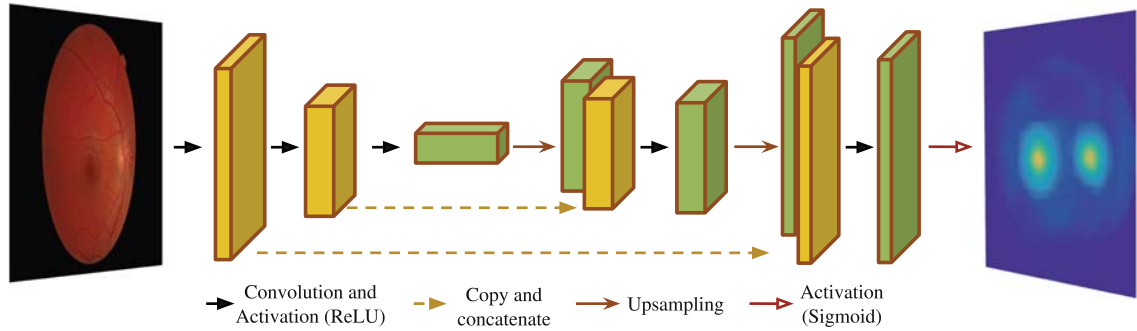 Convolution and
Activation (ReLU)
Copy and
concatenate
Upsampling
Activation
(Sigmoid)